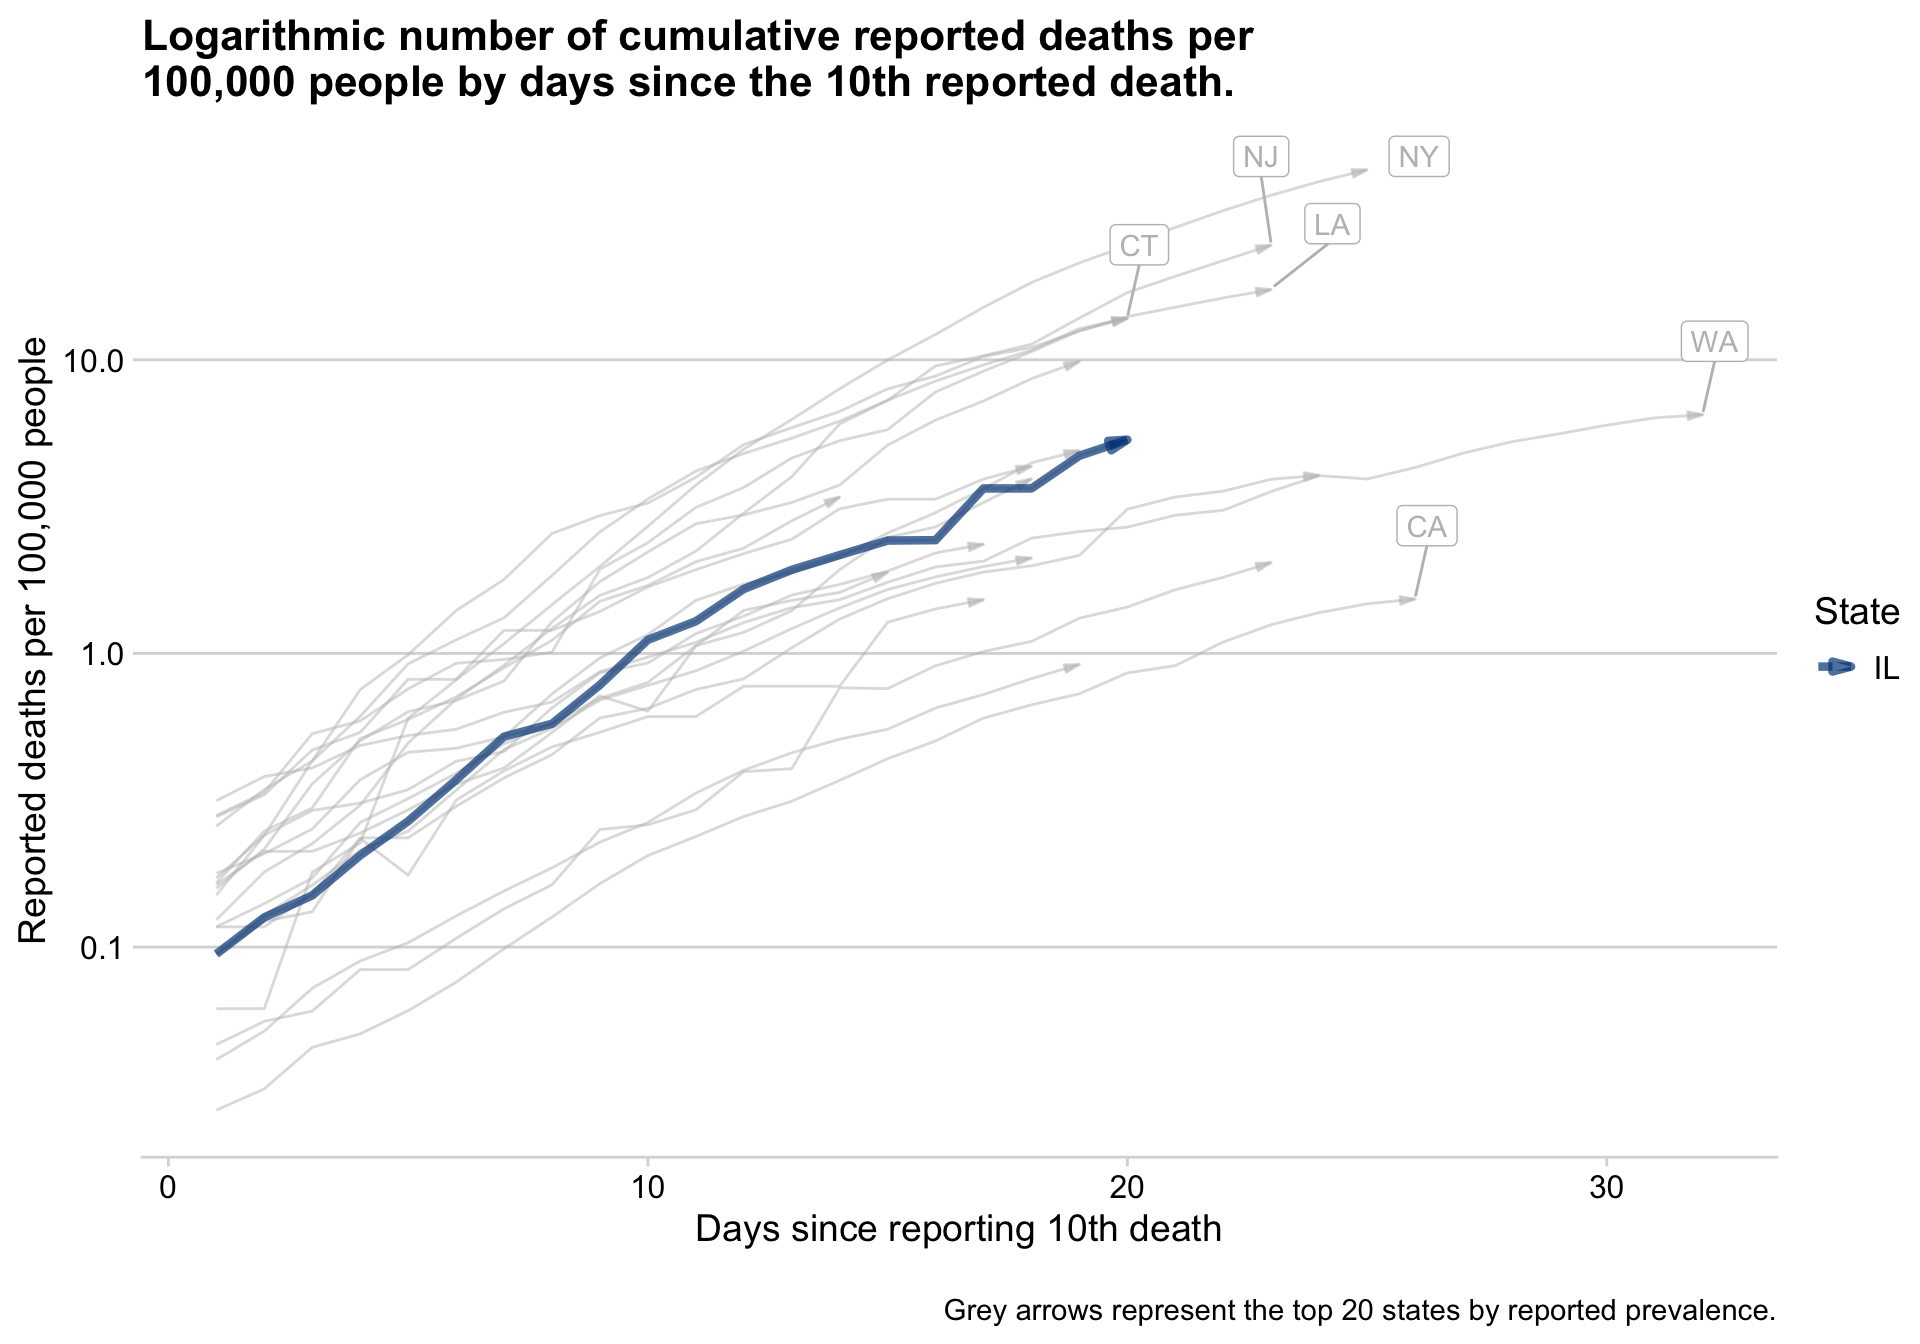 Logarithmic number of cumulative reported deaths per
100,000 people by days since the 10th reported death.
NJ
NY
LA
CT
WA
CA
Reported deaths per 100,000 people
10.0
1.0
0.1
State
IL
0
10
20
30
Days since reporting 10th death
Grey arrows represent the top 20 states by reported prevalence.